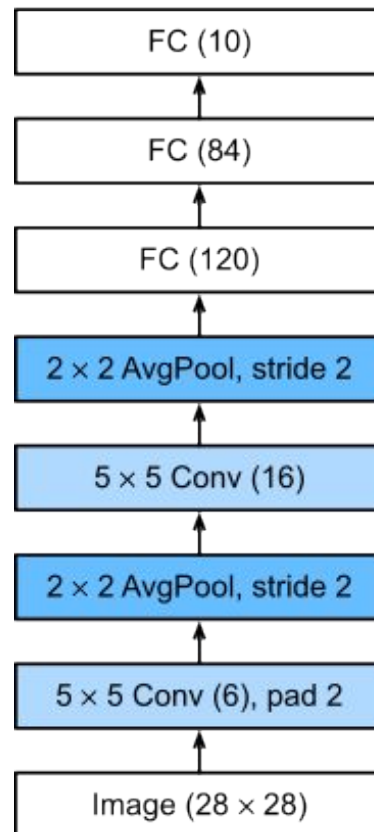 FC (10)
FC (84)
FC (120)
2 × 2 AvgPool, stride 2
5 × 5 Conv (16)
2 × 2 AvgPool, stride 2
5 × 5 Conv (6), pad 2
Image (28 × 28)